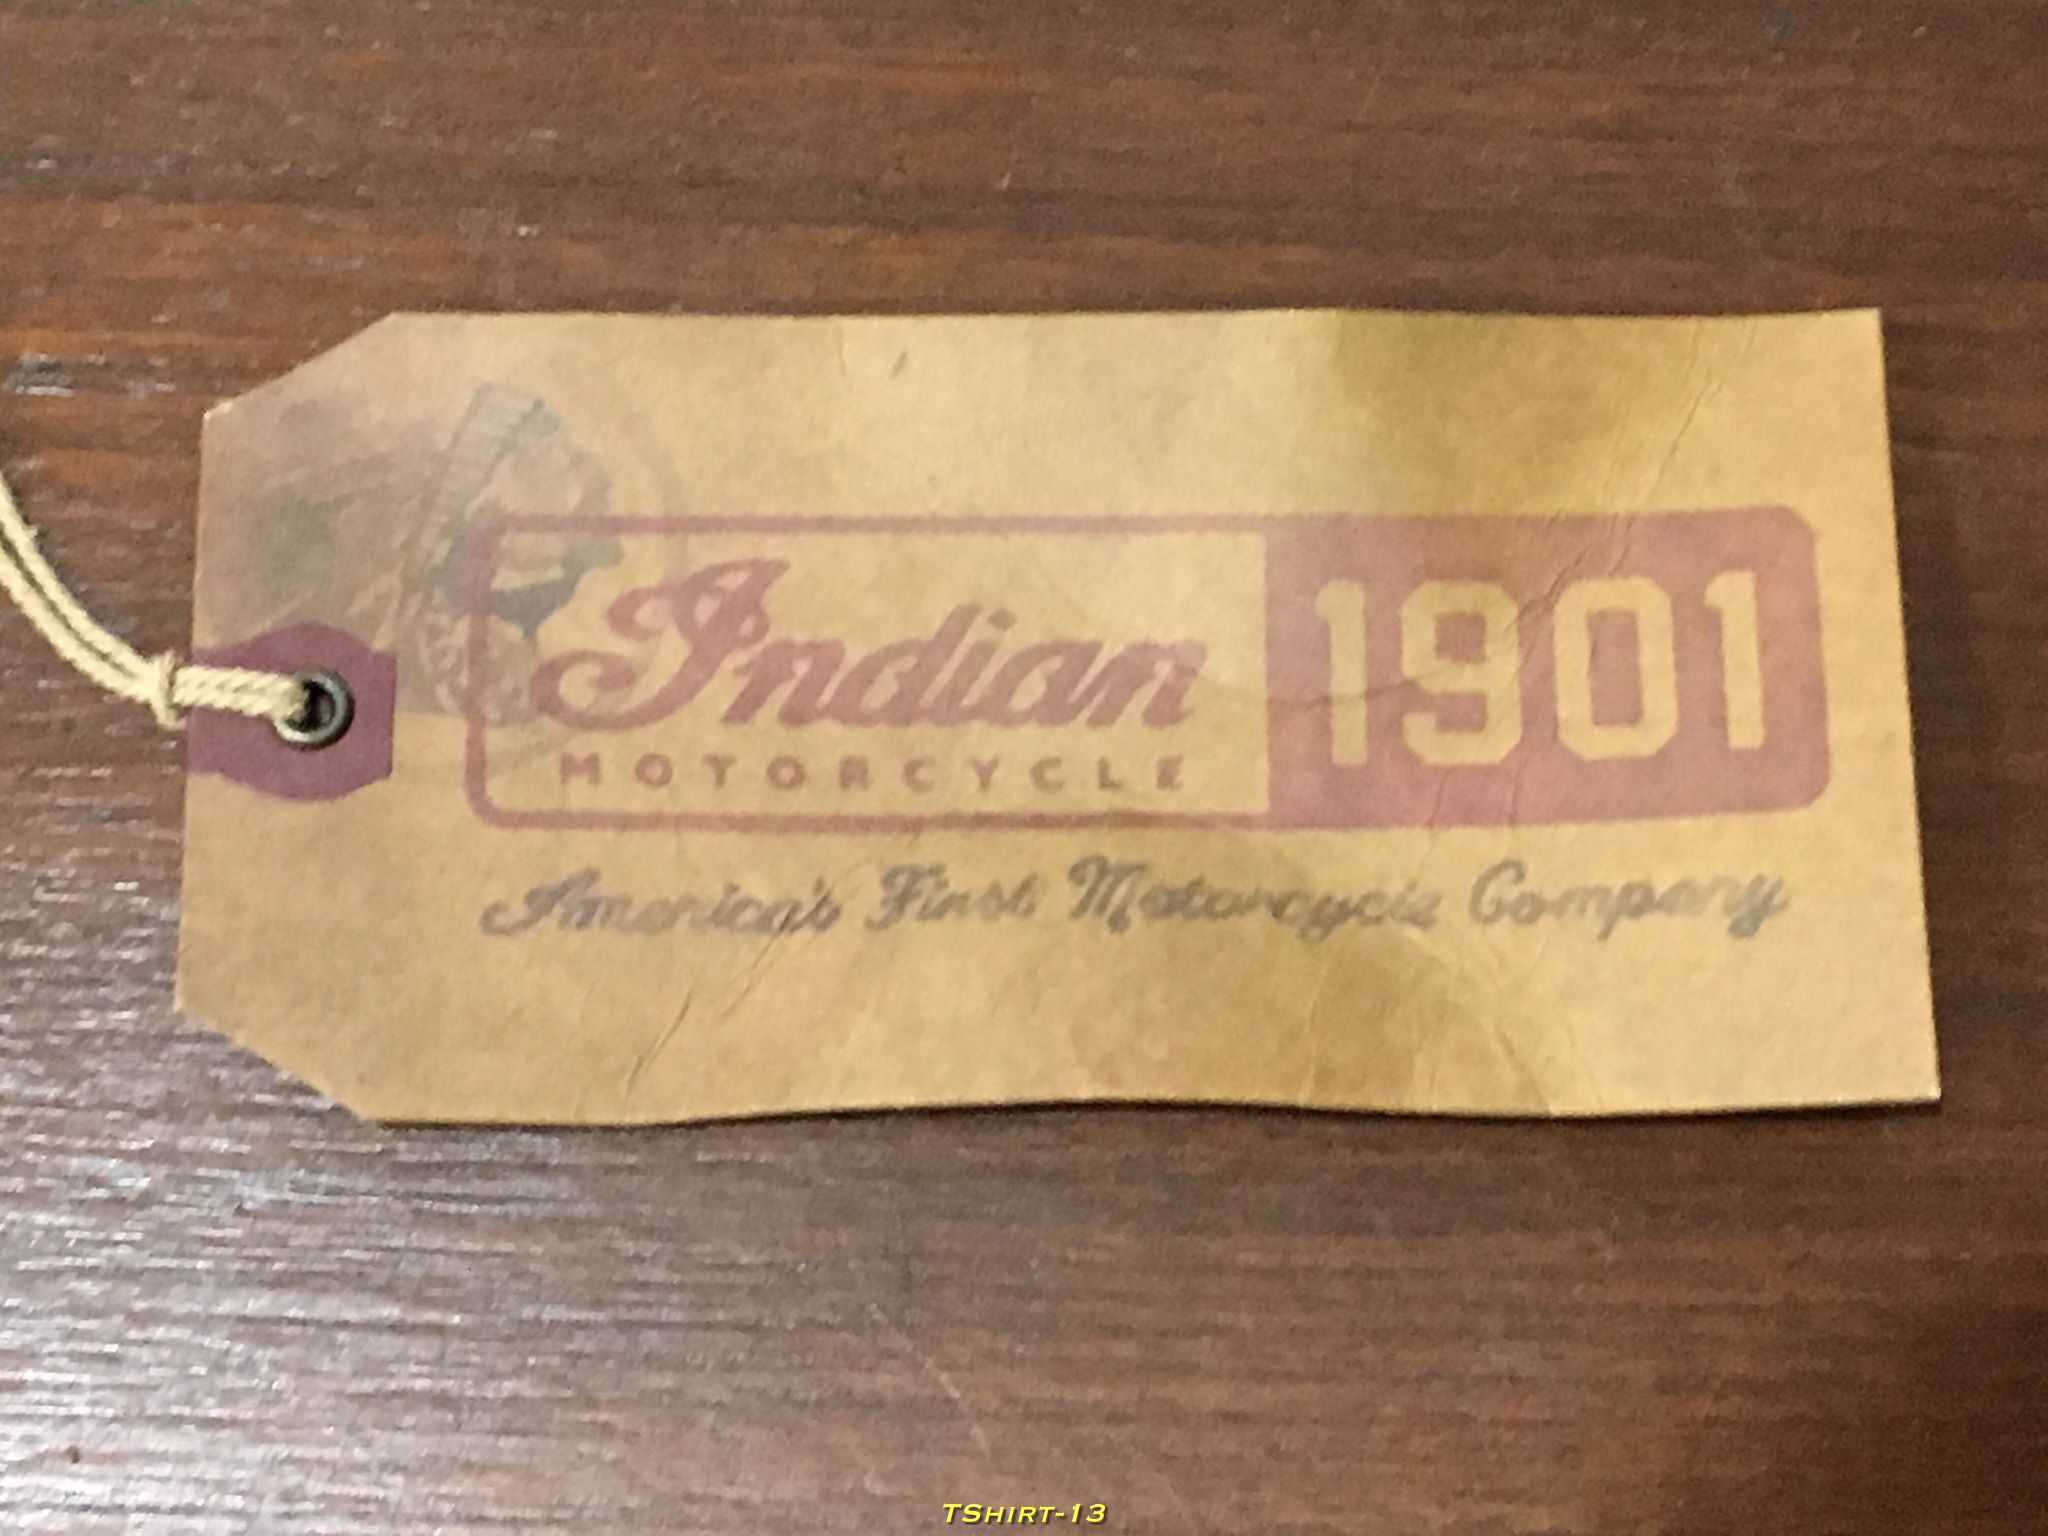 Indian
MOTORCYCLE
1901
America's First Motorcycle Company
TShirt-13